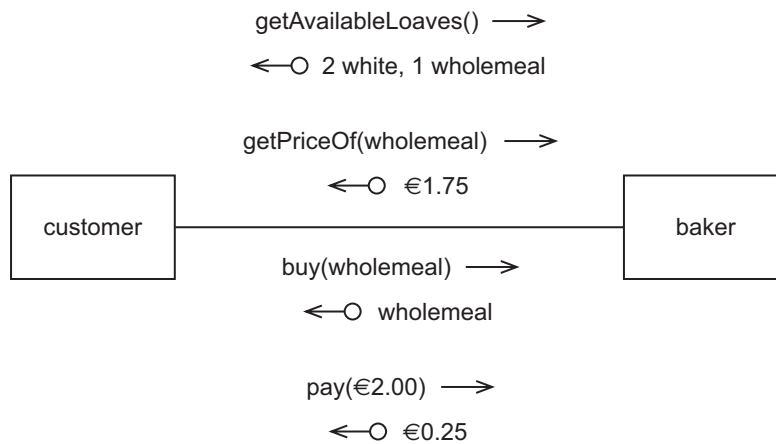 getAvailableLoaves()
2 white, 1 wholemeal
getPriceOf(wholemeal)
€1.75
customer
baker
buy(wholemeal)
wholemeal
pay(€2.00)
€0.25